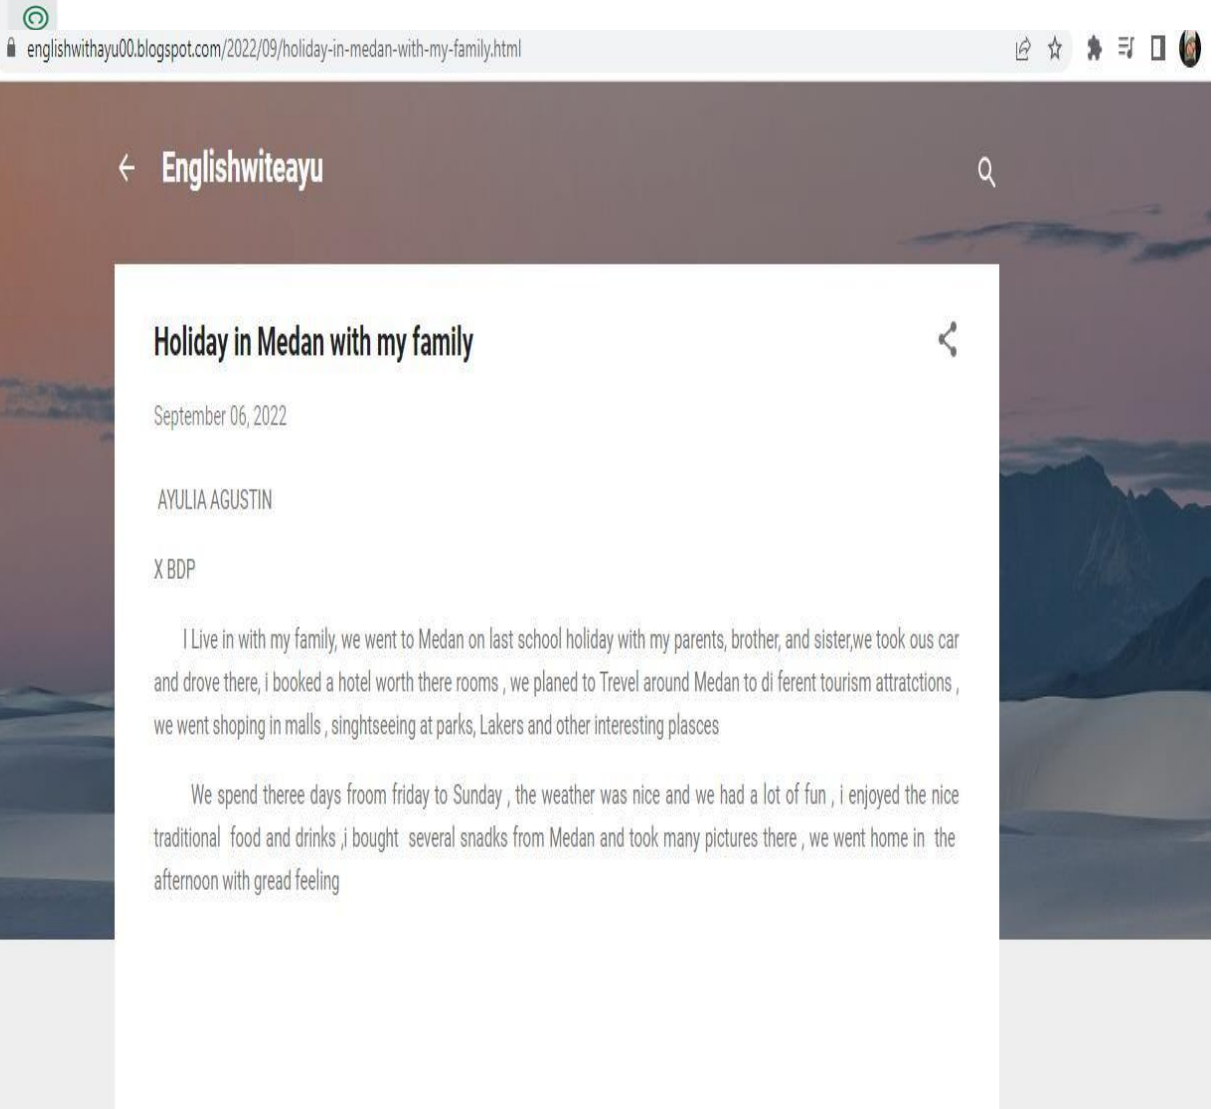 englishwithayu00.blogspot.com/2022/09/holiday-in-medan-with-my-family.html
Englishwiteayu
Holiday in Medan with my family
September 06, 2022
AYULIA AGUSTIN
X BDP
I Live in with my family, we went to Medan on last school holiday with my parents, brother, and sister,we took ous car
and drove there, i booked a hotel worth there rooms , we planed to Trevel around Medan to di ferent tourism attratctions ,
we went shoping in malls , singhtseeing at parks, Lakers and other interesting plasces
We spend theree days froom friday to Sunday , the weather was nice and we had a lot of fun , i enjoyed the nice
traditional food and drinks ,i bought several snadks from Medan and took many pictures there , we went home in the
afternoon with gread feeling